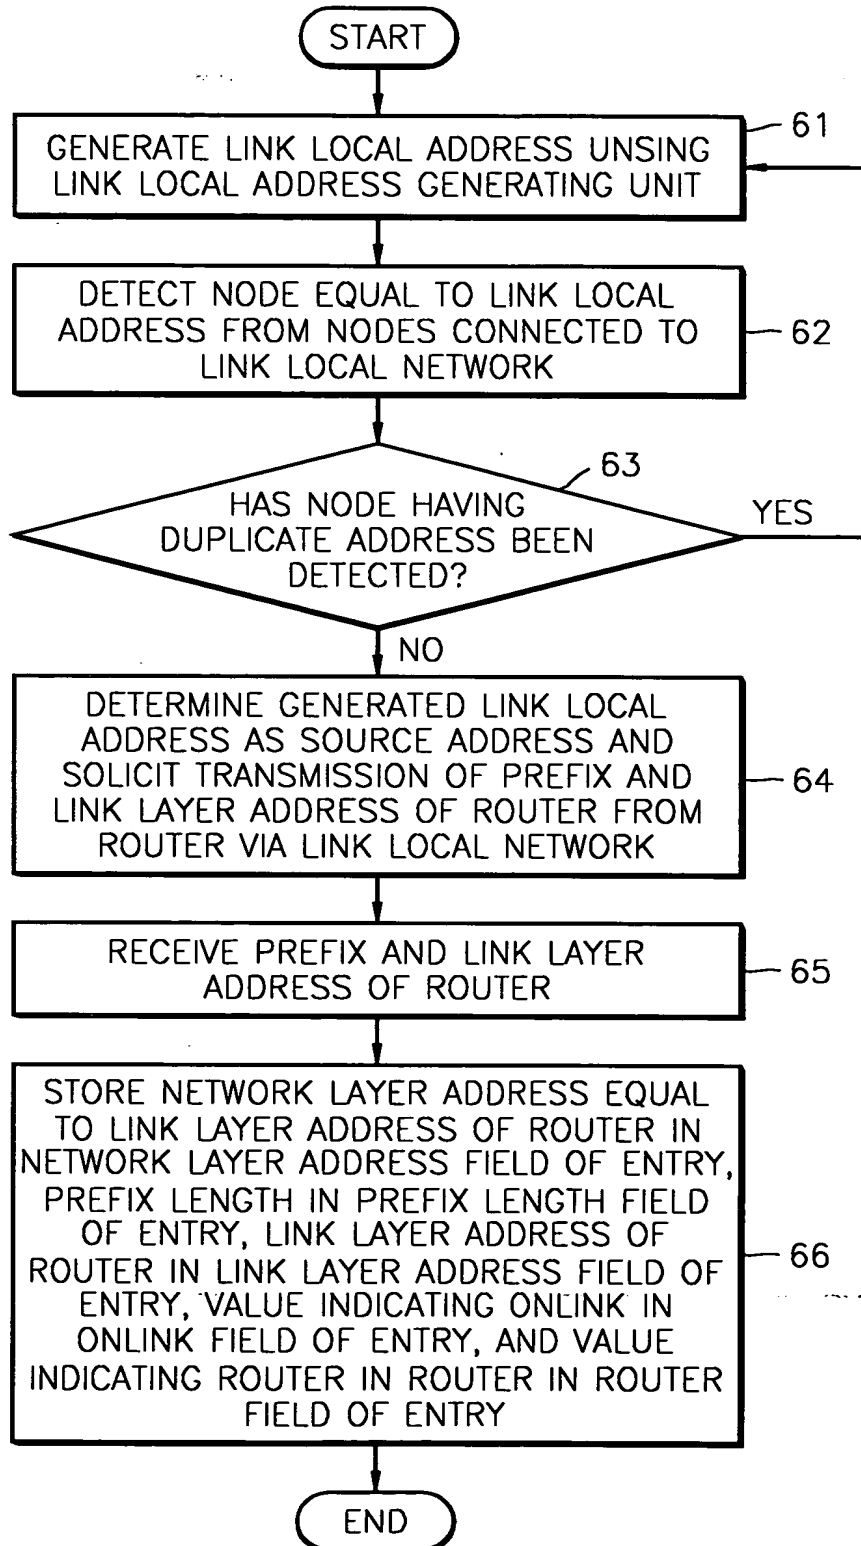 START
61
GENERATE LINK LOCAL ADDRESS UNSING
LINK LOCAL ADDRESS GENERATING UNIT
DETECT NODE EQUAL TO LINK LOCAL
ADDRESS FROM NODES CONNECTED TO
LINK LOCAL NETWORK
62
63
HAS NODE HAVING
DUPLICATE ADDRESS BEEN
DETECTED?
YES
NO
DETERMINE GENERATED LINK LOCAL
ADDRESS AS SOURCE ADDRESS AND
SOLICIT TRANSMISSION OF PREFIX AND
LINK LAYER ADDRESS OF ROUTER FROM
ROUTER VIA LINK LOCAL NETWORK
64
RECEIVE PREFIX AND LINK LAYER
ADDRESS OF ROUTER
65
STORE NETWORK LAYER ADDRESS EQUAL
TO LINK LAYER ADDRESS OF ROUTER IN
NETWORK LAYER ADDRESS FIELD OF ENTRY,
PREFIX LENGTH IN PREFIX LENGTH FIELD
OF ENTRY, LINK LAYER ADDRESS OF
ROUTER IN LINK LAYER ADDRESS FIELD OF
ENTRY, VALUE INDICATING ONLINK IN
ONLINK FIELD OF ENTRY, AND VALUE
INDICATING ROUTER IN ROUTER IN ROUTER
FIELD OF ENTRY
66
END